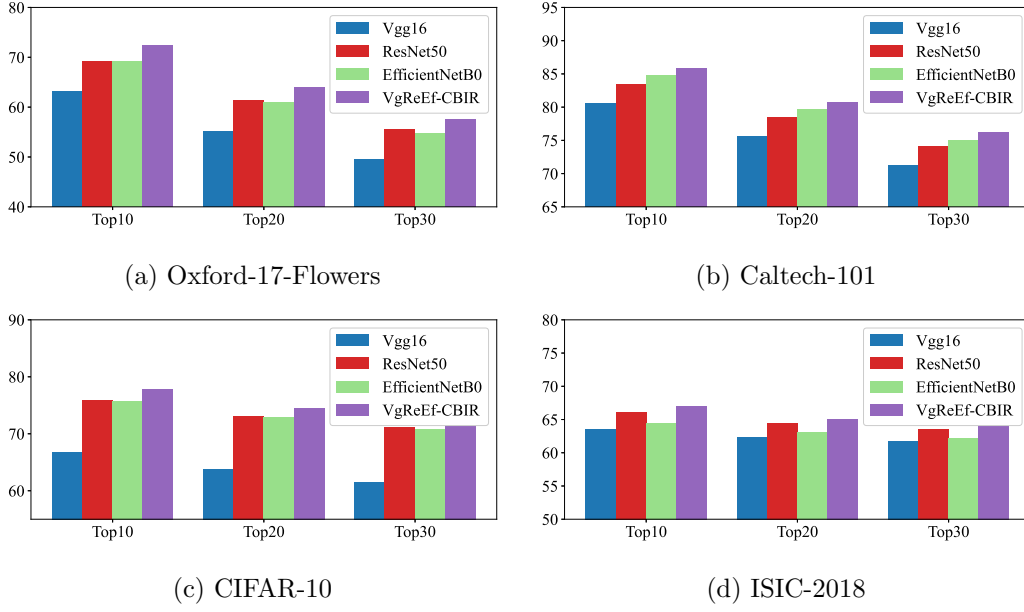 80
70
60
50
40
Top10 Top20 Top30
Vgg16
ResNet50
EfficientNetB0
VgReEf-CBIR
(a) Oxford-17-Flowers
95
90
85
80
75
70
65
Top10 Top20 Top30
Vgg16
ResNet50
EfficientNetB0
VgReEf-CBIR
(b) Caltech-101
90
80
70
60
Top10 Top20 Top30
Vgg16
ResNet50
EfficientNetB0
VgReEf-CBIR
(c) CIFAR-10
80
75
70
65
60
55
50
Top10 Top20 Top30
Vgg16
ResNet50
EfficientNetB0
VgReEf-CBIR
(d) ISIC-2018